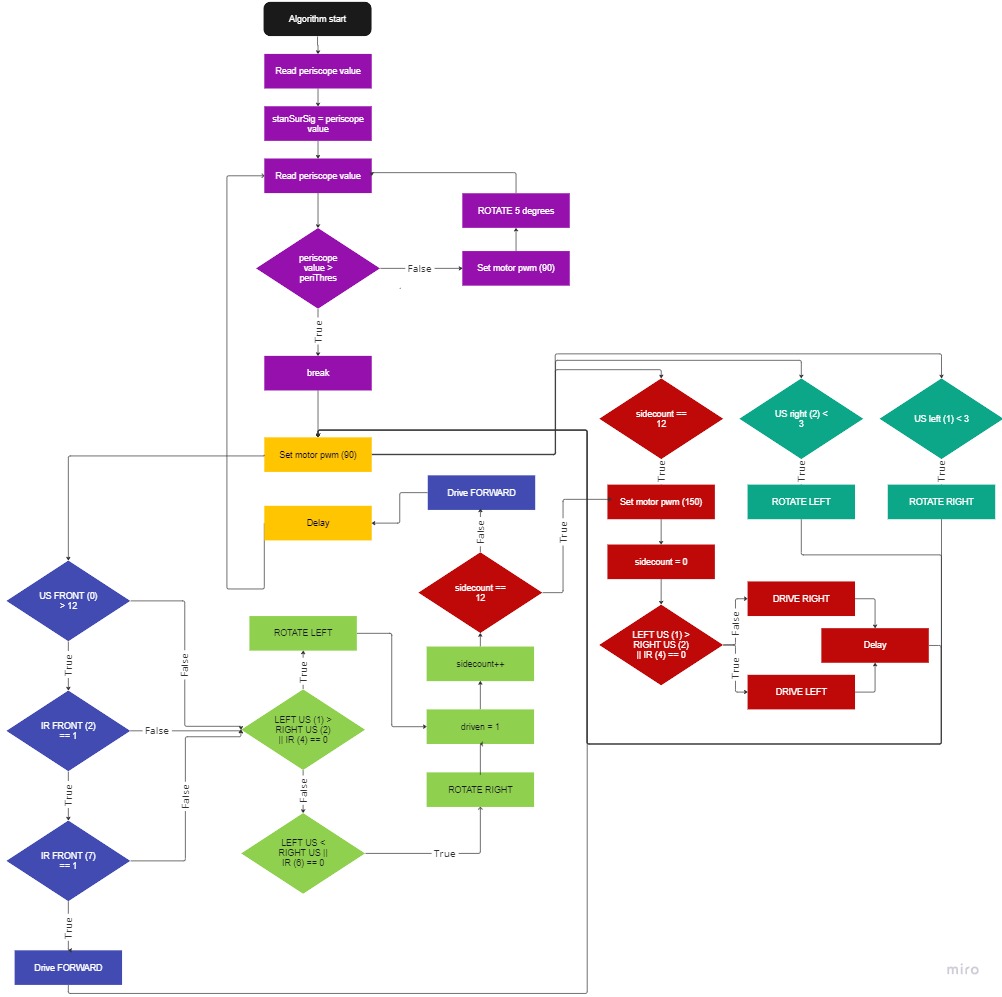 Algorithm start
Read periscope value
stanSurSig = periscope
value
Read periscope value
ROTATE 5 degrees
periscope
value >
periThres
False
Set motor pwm (90)
True
break
Set motor pwm (90)
sidecount ==
12
US right (2) <
3
US left (1) < 3
True
True
True
Drive FORWARD
Set motor pwm (150)
ROTATE LEFT
ROTATE RIGHT
Delay
False
True
sidecount = 0
US FRONT (0)
> 12
sidecount ==
12
DRIVE RIGHT
False
LEFT US (1) >
RIGHT US (2)
|| IR (4) == 0
Delay
True
DRIVE LEFT
ROTATE LEFT
True
False
True
sidecount++
IR FRONT (2)
== 1
False
LEFT US (1) >
RIGHT US (2)
|| IR (4) == 0
driven = 1
True
False
False
ROTATE RIGHT
IR FRONT (7)
== 1
LEFT US <
RIGHT US ||
IR (6) == 0
True
True
Drive FORWARD
miro